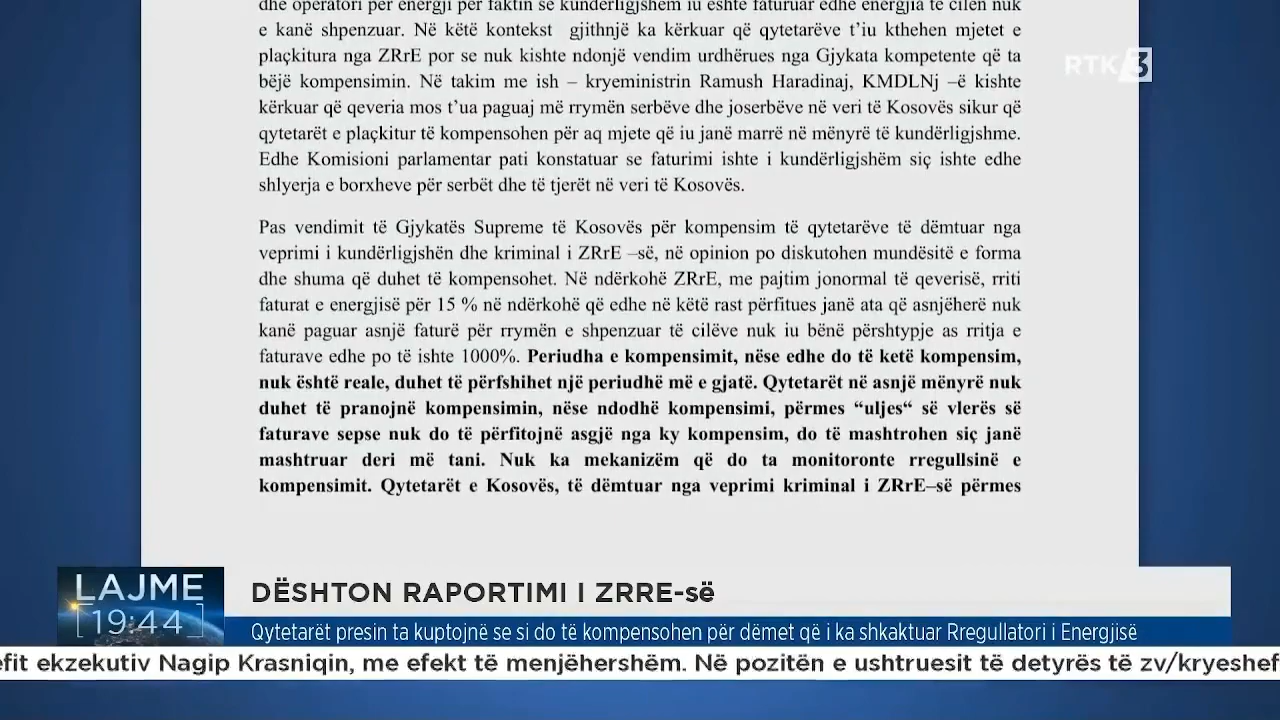 dhe operatori për energji për faktin se kundërligjshëm iu është faturuar edhe energjia të cilën nuk
e kanë shpenzuar. Në këtë kontekst gjithnjë ka kërkuar që qytetarëve t’iu kthehen mjetet e
plaçkitura nga ZRrE por se nuk kishte ndonjë vendim urdhërues nga Gjykata kompetente që ta
bëjë kompensimin. Në takim me ish – kryeministrin Ramush Haradinaj, KMDLNj –ë kishte
kërkuar që qeveria mos t’ua paguaj më rrymën serbëve dhe joserbëve në veri të Kosovës sikur që
qytetarët e plaçkitur të kompensohen për aq mjete që iu janë marrë në mënyrë të kundërligjshme.
Edhe Komisioni parlamentar pati konstatuar se faturimi ishte i kundërligjshëm siç ishte edhe
shlyerja e borxheve për serbët dhe të tjerët në veri të Kosovës.
Pas vendimit të Gjykatës Supreme të Kosovës për kompensim të qytetarëve të dëmtuar nga
veprimi i kundërligjshën dhe kriminal i ZRrE –së, në opinion po diskutohen mundësitë e forma
dhe shuma që duhet të kompensohet. Në ndërkohë ZRrE, me pajtim jonormal të qeverisë, rriti
faturat e energjisë për 15 % në ndërkohë që edhe në këtë rast përfitues janë ata që asnjëherë nuk
kanë paguar asnjë faturë për rrymën e shpenzuar të cilëve nuk iu bënë përshtypje as rritja e
faturave edhe po të ishte 1000%. Periudha e kompensimit, nëse edhe do të ketë kompensim,
nuk është reale, duhet të përfshihet një periudhë më e gjatë. Qytetarët në asnjë mënyrë nuk
duhet të pranojnë kompensimin, nëse ndodhë kompensimi, përmes “uljes“ së vlerës së
faturave sepse nuk do të përfitojnë asgjë nga ky kompensim, do të mashtrohen siç janë
mashtruar deri më tani. Nuk ka mekanizëm që do ta monitoronte rregullsinë e
kompensimit. Qytetarët e Kosovës, të dëmtuar nga veprimi kriminal i ZRrE–së përmes
RTK 3
LAJME
19:44
DËSHTON RAPORTIMI I ZRRE-së
Qytetarët presin ta kuptojnë se si do të kompensohen për dëmet që i ka shkaktuar Rregullatori i Energjisë
efit ekzekutiv Nagip Krasniqin, me efekt të menjëhershëm. Në pozitën e ushtruesit të detyrës të zv/kryeshef